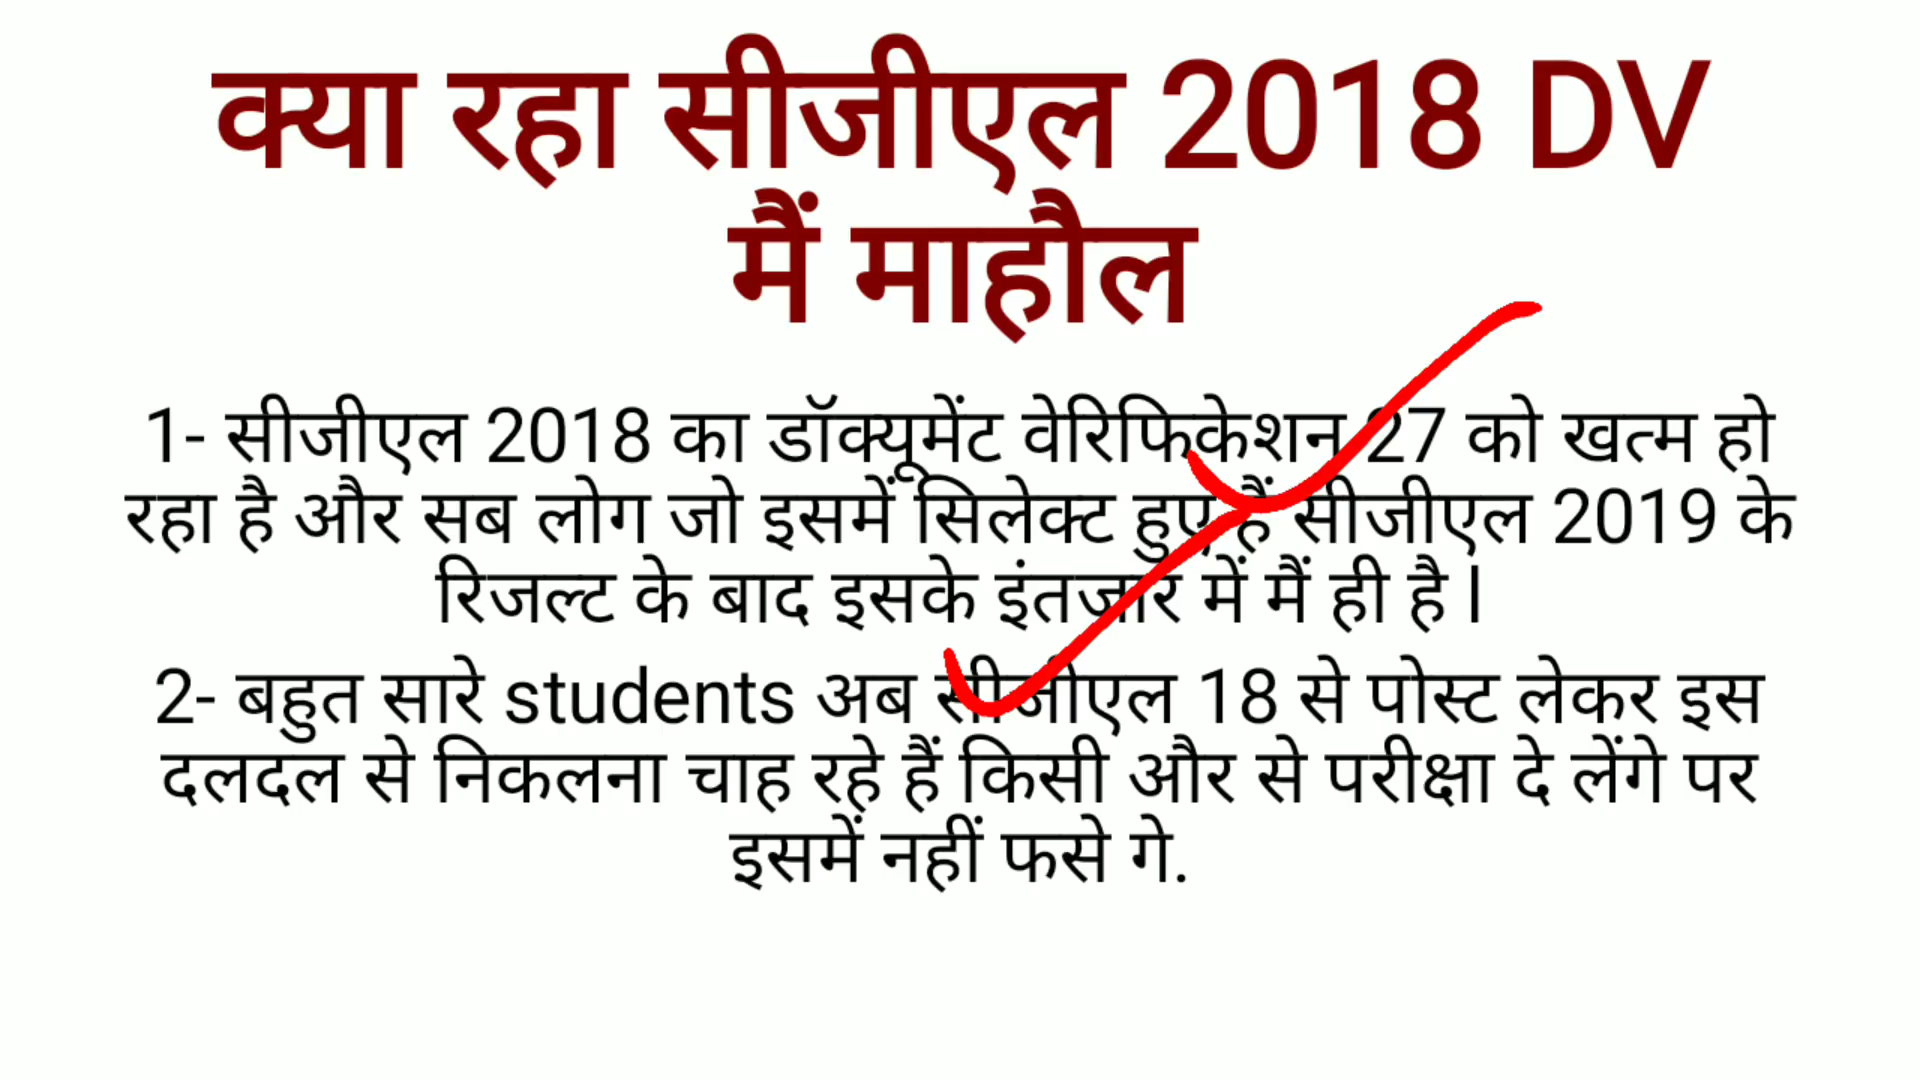 क्या रहा सीजीएल 2018 DV
मैं माहौल
1- सीजीएल 2018 का डॉक्यूमेंट वेरिफिकेशन 27 को खत्म हो
रहा है और सब लोग जो इसमें सिलेक्ट हुए हैं सीजीएल 2019 के
रिजल्ट के बाद इसके इंतजार में मैं ही है l
2- बहुत सारे students अब सीजीएल 18 से पोस्ट लेकर इस
दलदल से निकलना चाह रहे हैं किसी और से परीक्षा दे लेंगे पर
इसमें नहीं फसे गे.